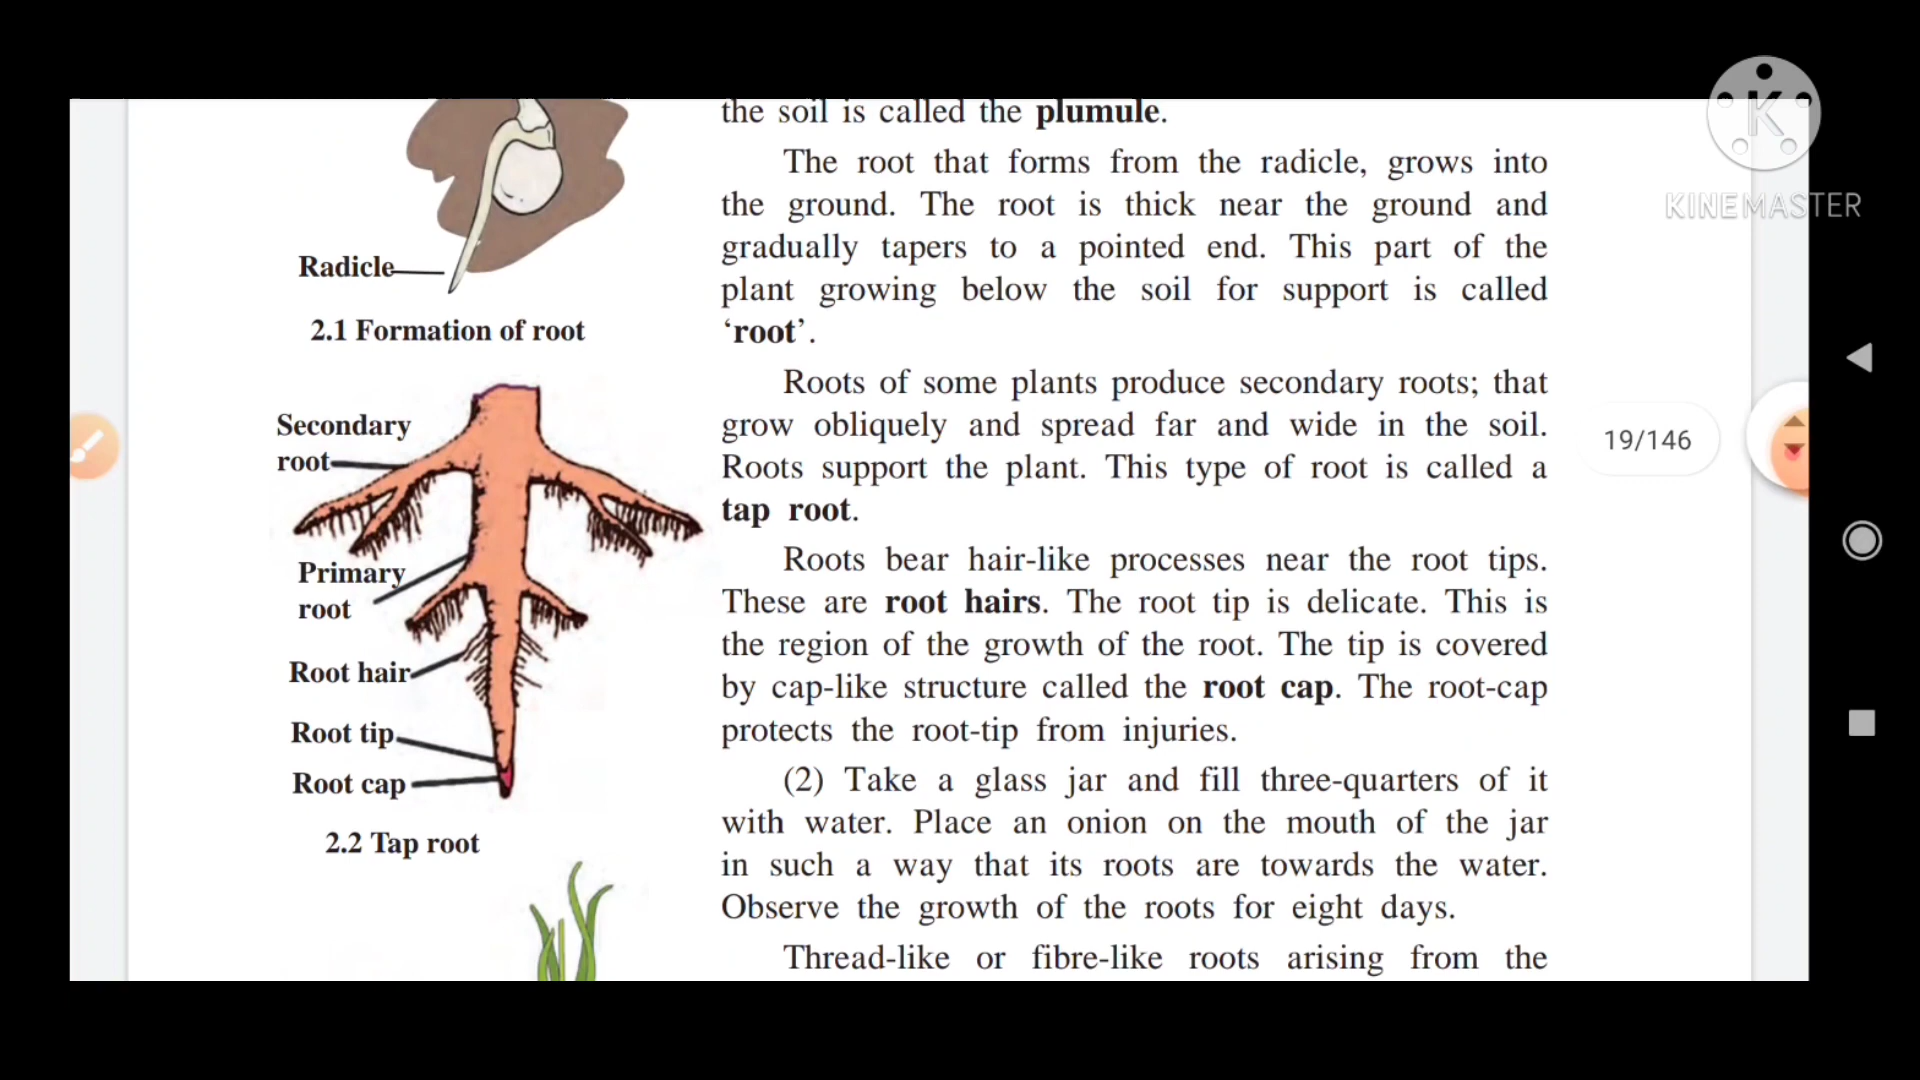 the soil is called the plumule.
The root that forms from the radicle, grows into
the ground. The root is thick near the ground and
gradually tapers to a pointed end. This part of the
plant growing below the soil for support is called
‘root’.
Roots of some plants produce secondary roots; that
grow obliquely and spread far and wide in the soil.
Roots support the plant. This type of root is called a
tap root.
Roots bear hair-like processes near the root tips.
These are root hairs. The root tip is delicate. This is
the region of the growth of the root. The tip is covered
by cap-like structure called the root cap. The root-cap
protects the root-tip from injuries.
(2) Take a glass jar and fill three-quarters of it
with water. Place an onion on the mouth of the jar
in such a way that its roots are towards the water.
Observe the growth of the roots for eight days.
Thread-like or fibre-like roots arising from the
Radicle
2.1 Formation of root
Secondary
root
Primary
root
Root hair
Root tip
Root cap
2.2 Tap root
19/146
K
KINEMASTER